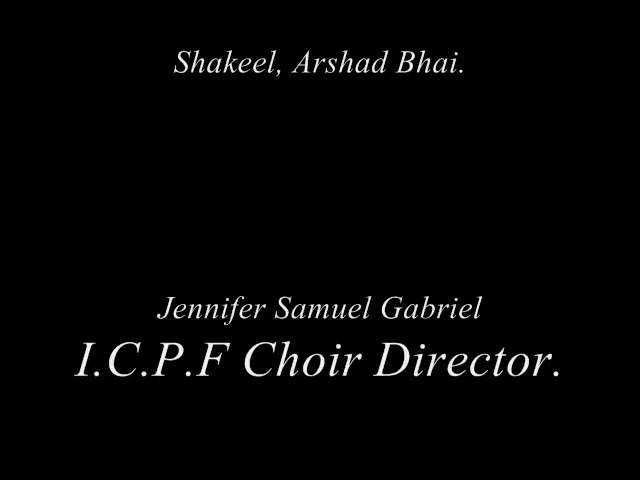 Shakeel, Arshad Bhai.
Jennifer Samuel Gabriel
I.C.P.F Choir Director.